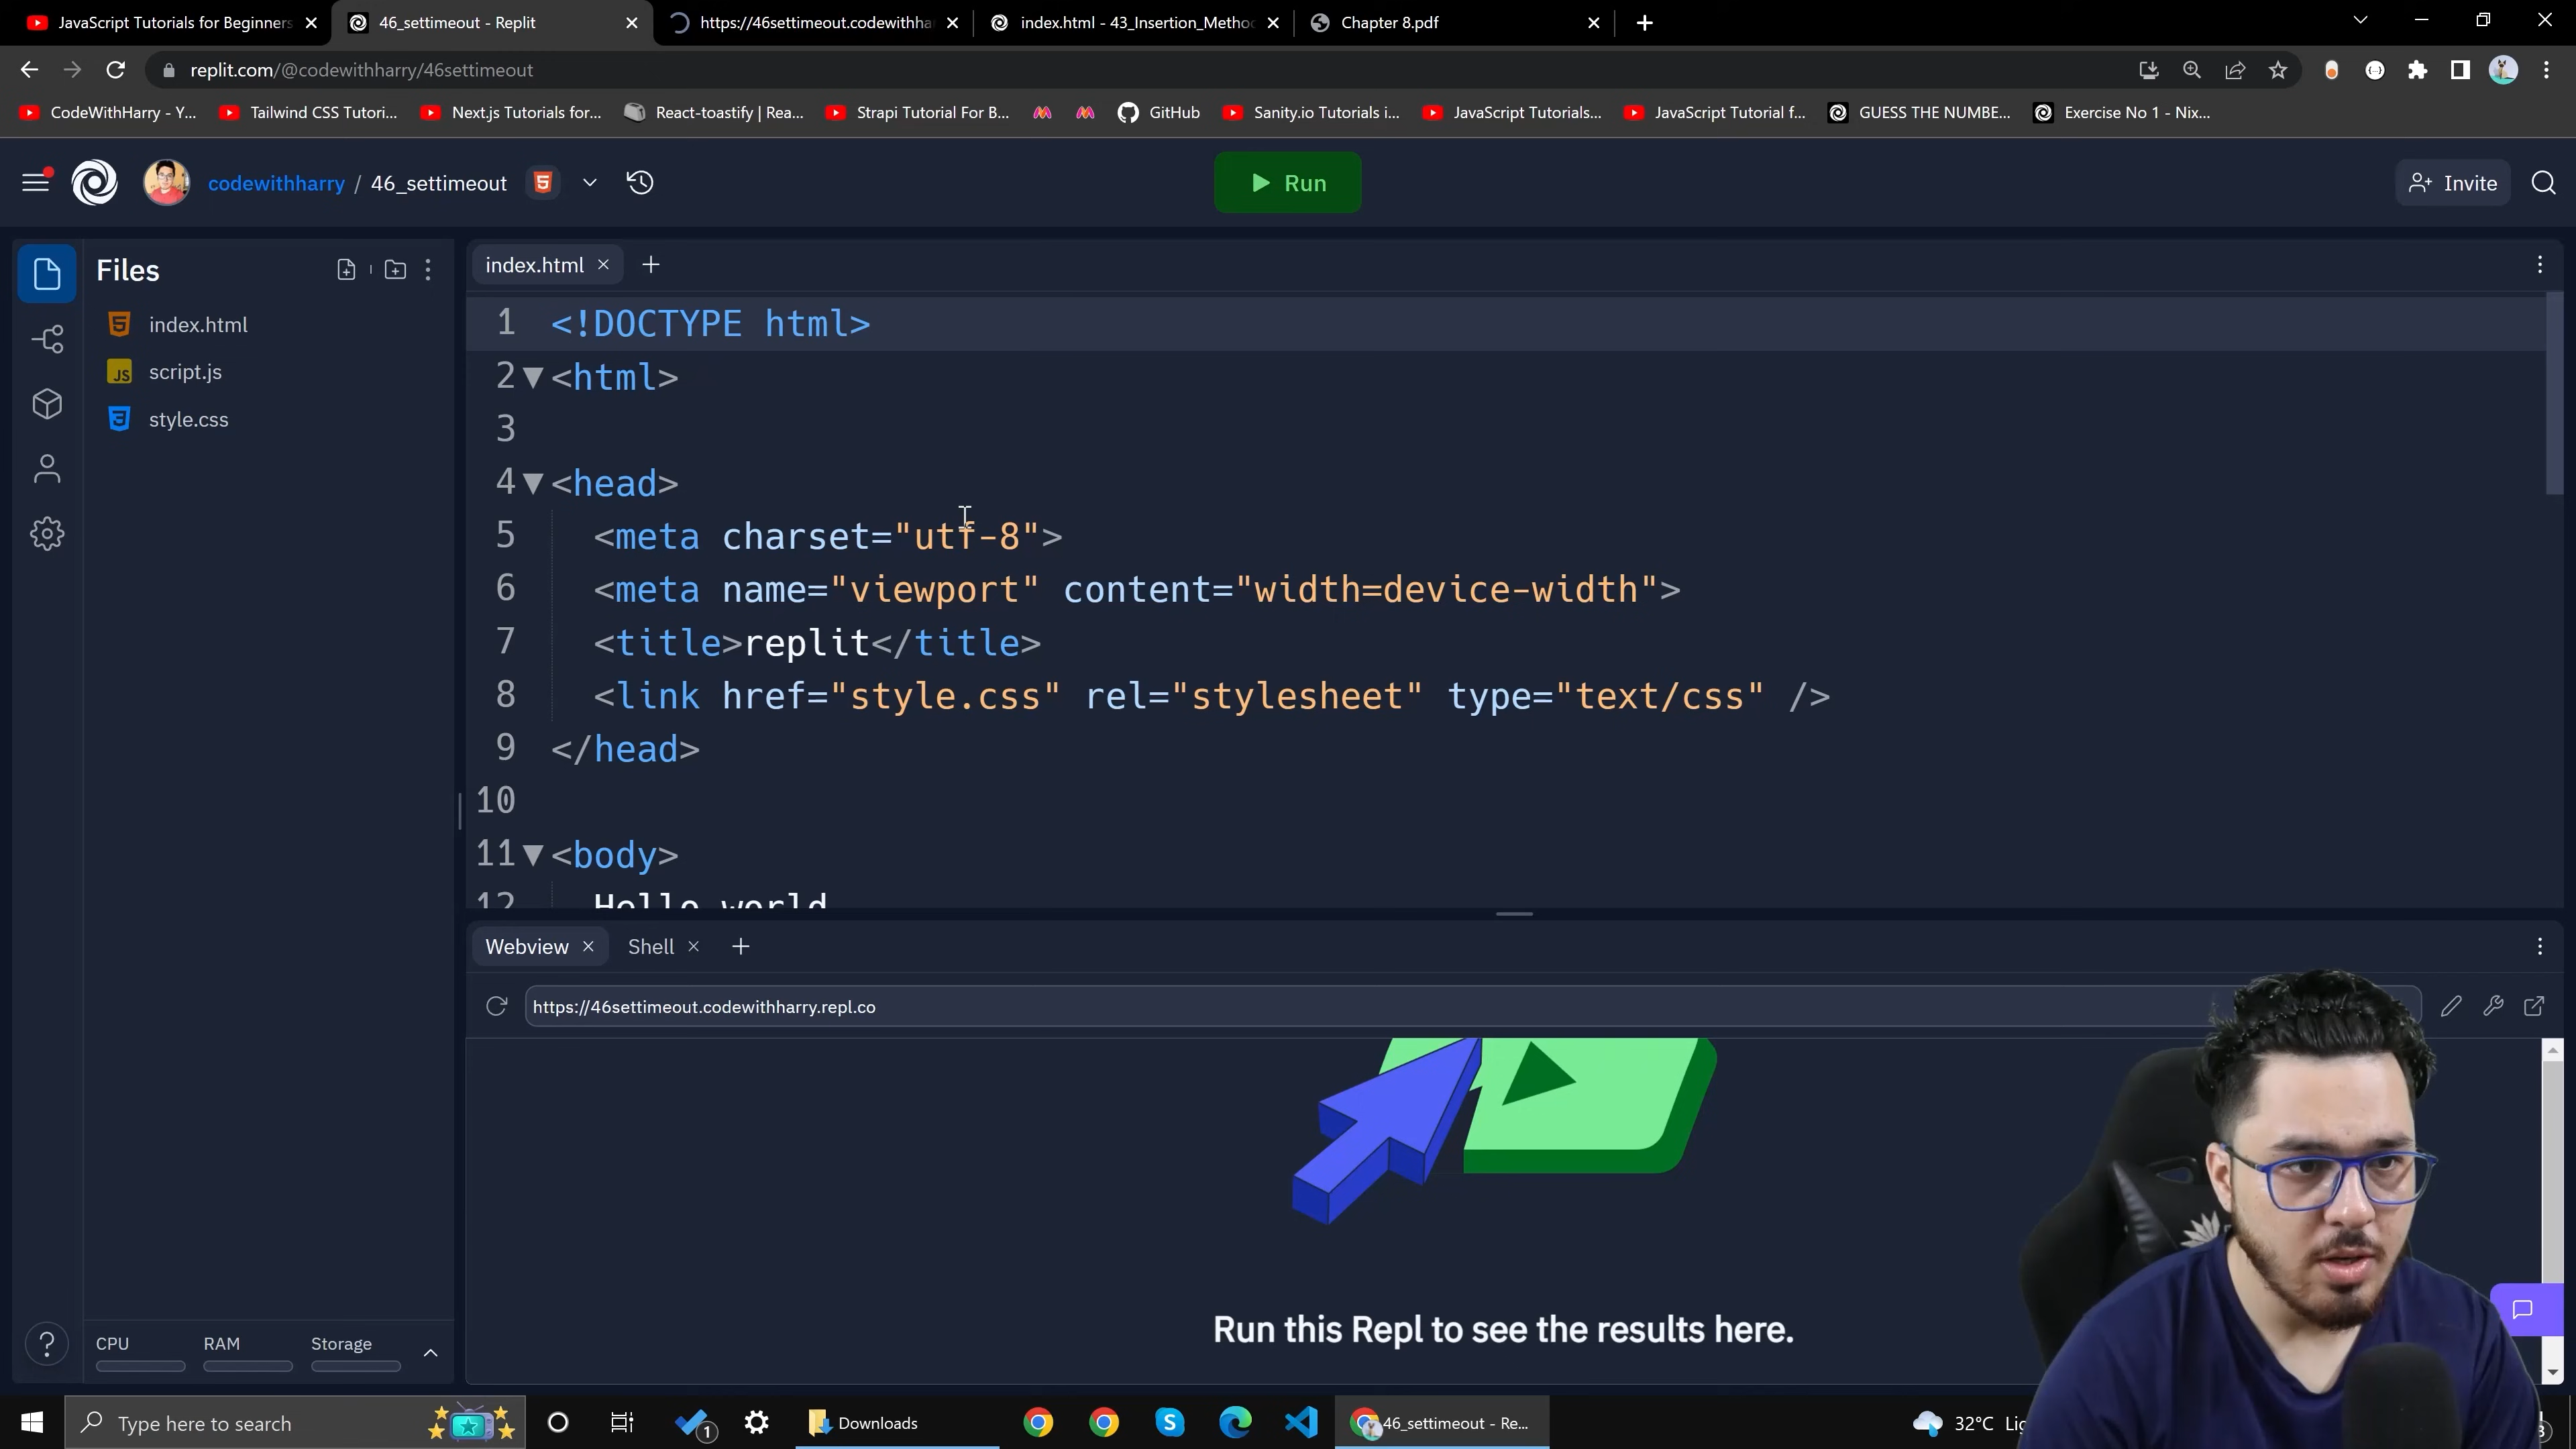 JavaScript Tutorials for Beginners
46_settimeout - Replit
https://46settimeout.codewithha
index.html - 43_Insertion_Metho
Chapter 8.pdf
replit.com/@codewithharry/46settimeout
CodeWithHarry - Y...
Tailwind CSS Tutori...
Next.js Tutorials for...
React-toastify | Rea...
Strapi Tutorial For B...
GitHub
Sanity.io Tutorials i...
JavaScript Tutorials...
JavaScript Tutorial f...
GUESS THE NUMBE...
Exercise No 1 - Nix...
codewithharry / 46_settimeout
Run
Invite
Files
index.html
script.js
style.css
index.html
1 <!DOCTYPE html>
2 <html>
3
4 <head>
5 <meta charset="utf-8">
6 <meta name="viewport" content="width=device-width">
7 <title>replit</title>
8 <link href="style.css" rel="stylesheet" type="text/css" />
9 </head>
10
11 <body>
12 Hello world
Webview
Shell
https://46settimeout.codewithharry.repl.co
Run this Repl to see the results here.
CPU
RAM
Storage
Type here to search
1
Downloads
46_settimeout - Re...
32°C